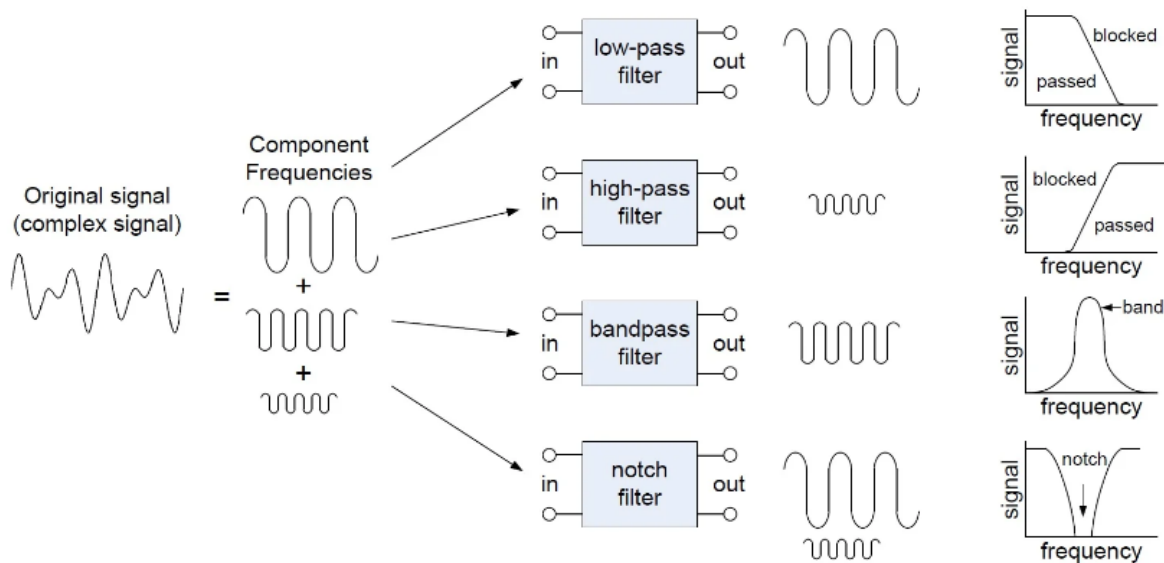 Original signal
(complex signal)
=
Component
Frequencies
+
+
in
low-pass
filter
out
signal
blocked
passed
frequency
in
high-pass
filter
out
signal
blocked
passed
frequency
in
bandpass
filter
out
signal
band
frequency
in
notch
filter
out
signal
notch
frequency